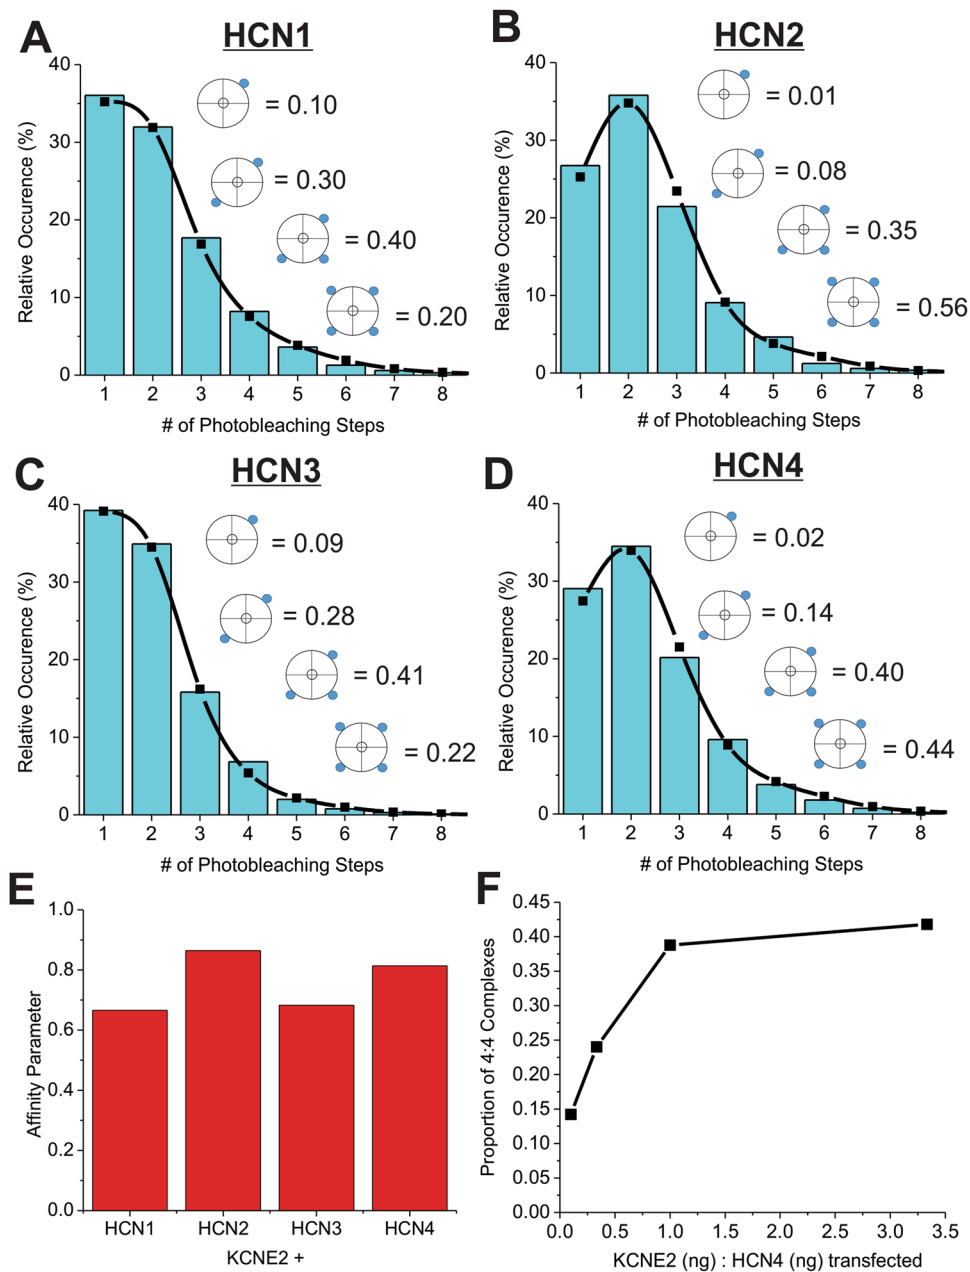 A
HCN1
Relative Occurence (%)
40
30
20
10
0
= 0.10
= 0.30
= 0.40
= 0.20
1 2 3 4 5 6 7 8
# of Photobleaching Steps
B
HCN2
Relative Occurence (%)
40
30
20
10
0
= 0.01
= 0.08
= 0.35
= 0.56
1 2 3 4 5 6 7 8
# of Photobleaching Steps
C
HCN3
Relative Occurence (%)
40
30
20
10
0
= 0.09
= 0.28
= 0.41
= 0.22
1 2 3 4 5 6 7 8
# of Photobleaching Steps
D
HCN4
Relative Occurence (%)
40
30
20
10
0
= 0.02
= 0.14
= 0.40
= 0.44
1 2 3 4 5 6 7 8
# of Photobleaching Steps
E
Affinity Parameter
1.0
0.8
0.6
0.4
0.2
0.0
HCN1 HCN2 HCN3 HCN4
KCNE2 +
F
Proportion of 4:4 Complexes
0.45
0.40
0.35
0.30
0.25
0.20
0.15
0.10
0.05
0.00
0.0 0.5 1.0 1.5 2.0 2.5 3.0 3.5
KCNE2 (ng) : HCN4 (ng) transfected